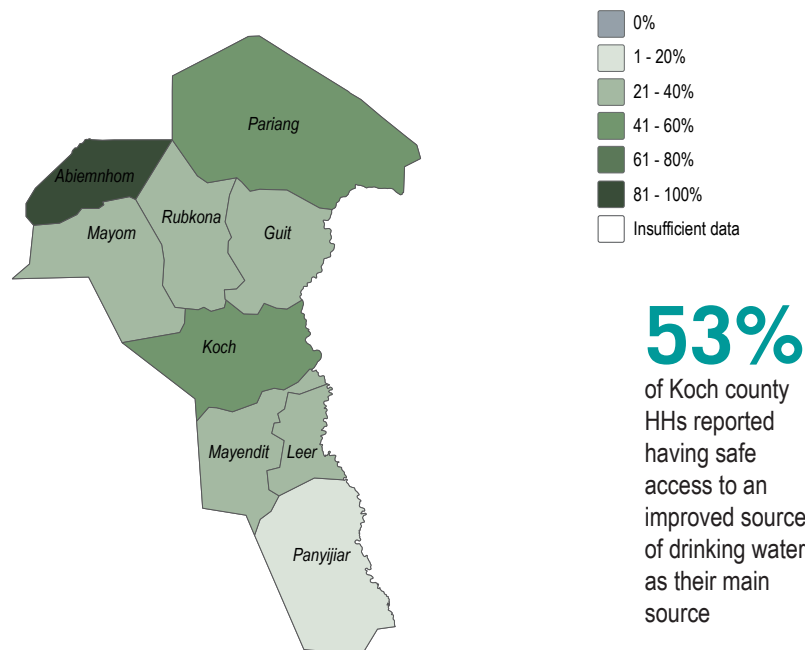 0%
1 - 20%
21 - 40%
41 - 60%
61 - 80%
81 - 100%
Insufficient data
Pariang
Abiemnhom
Rubkona
Mayom
Guit
Koch
Mayendit
Leer
Panyijiar
53%
of Koch county
HHs reported
having safe
access to an
improved source
of drinking water
as their main
source